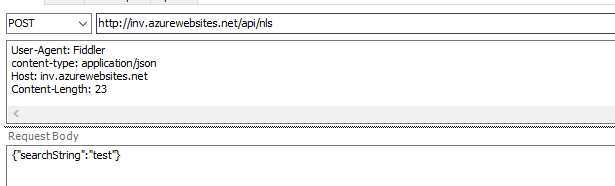 POST http://inv.azurewebsites.net/api/nls
User-Agent: Fiddler
content-type: application/json
Host: inv.azurewebsites.net
Content-Length: 23
Request Body
{"searchString":"test"}